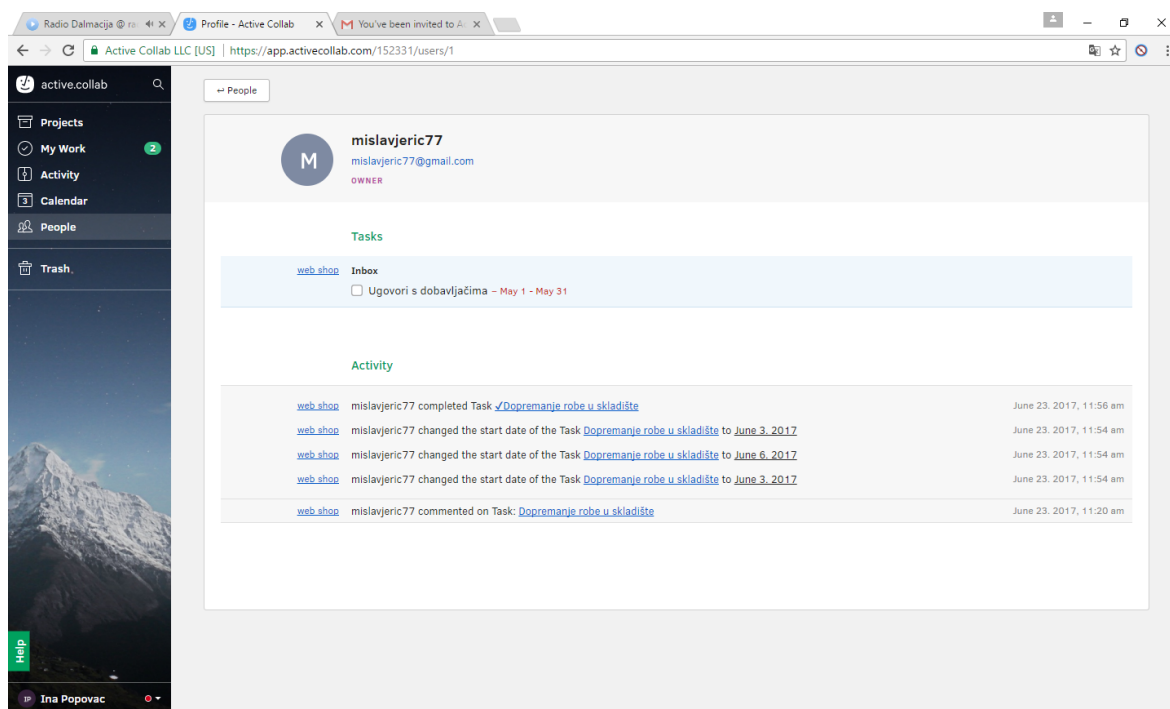 Radio Dalmacija @ ra
Profile - Active Collab
You've been invited to A
Active Collab LLC [US] | https://app.activecollab.com/152331/users/1
active.collab
Projects
My Work 2
Activity
3 Calendar
People
Trash
Help
IP Ina Popovac
↩ People
M
mislavjeric77
mislavjeric77@gmail.com
OWNER
Tasks
web shop Inbox
Ugovori s dobavljačima – May 1 - May 31
Activity
web shop mislavjeric77 completed Task ✓Dopremanje robe u skladište June 23. 2017, 11:56 am
web shop mislavjeric77 changed the start date of the Task Dopremanje robe u skladište to June 3. 2017 June 23. 2017, 11:54 am
web shop mislavjeric77 changed the start date of the Task Dopremanje robe u skladište to June 6. 2017 June 23. 2017, 11:54 am
web shop mislavjeric77 changed the start date of the Task Dopremanje robe u skladište to June 3. 2017 June 23. 2017, 11:54 am
web shop mislavjeric77 commented on Task: Dopremanje robe u skladište June 23. 2017, 11:20 am